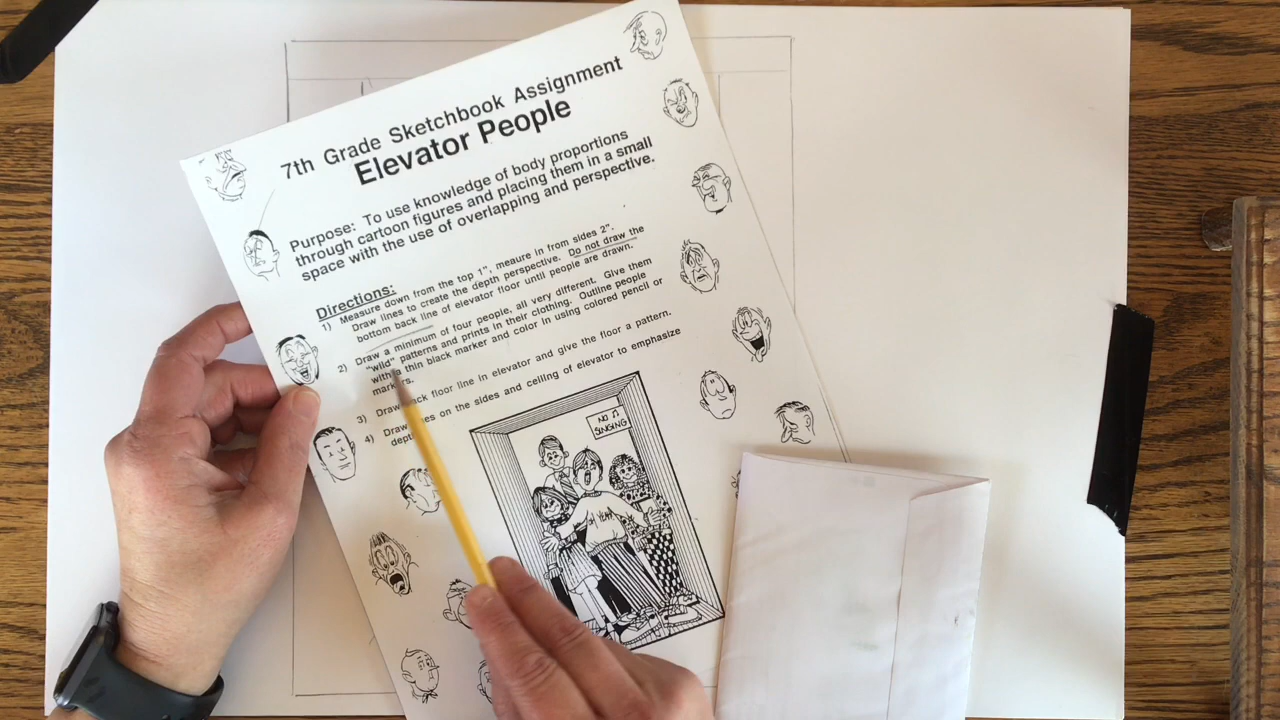 7th Grade Sketchbook Assignment
Elevator People
Purpose: To use knowledge of body proportions
through cartoon figures and placing them in a small
space with the use of overlapping and perspective.
Directions:
1) Measure down from the top 1", meaure in from sides 2".
Draw lines to create the depth perspective. Do not draw the
bottom back line of elevator floor until people are drawn.
2) Draw a minimum of four people, all very different. Give them
"wild" patterns and prints in their clothing. Outline people
with a thin black marker and color in using colored pencil or
markers.
3) Draw back floor line in elevator and give the floor a pattern.
4) Draw lines on the sides and ceiling of elevator to emphasize
NO
SINGING
YEAH